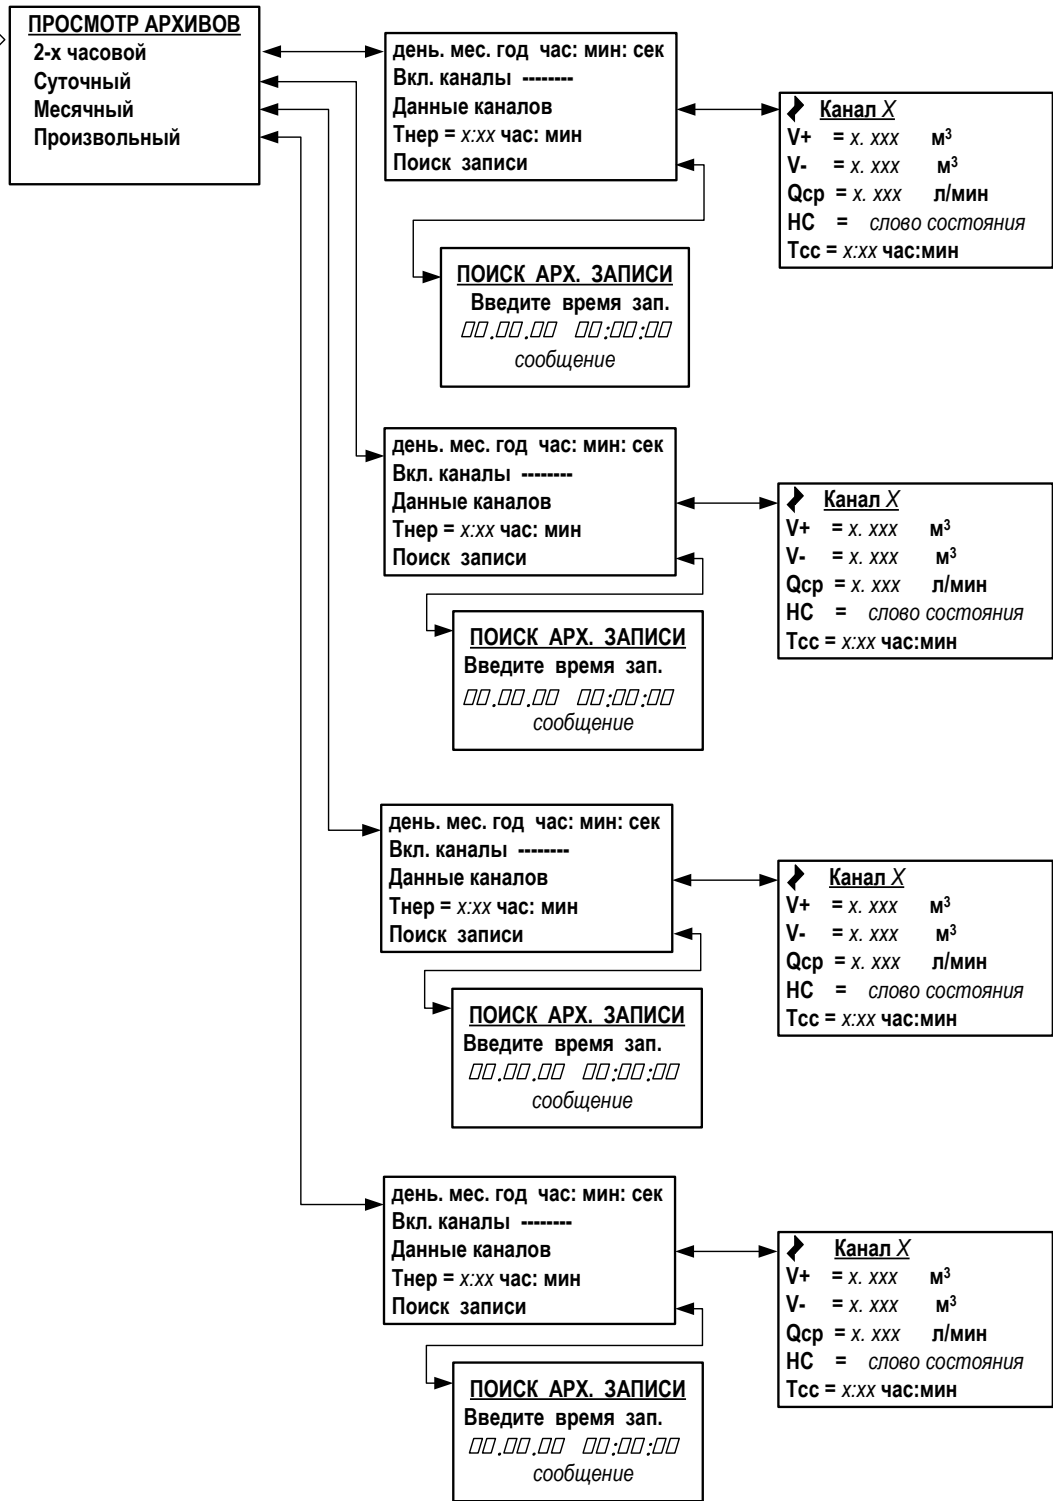 ПРОСМОТР АРХИВОВ
2-х часовой
Суточный
Месячный
Произвольный
день. мес. год час: мин: сек
Вкл. каналы --------
Данные каналов
Тнер = x:xx час: мин
Поиск записи
Канал X
V+ = x. xxx м³
V- = x. xxx м³
Qср = x. xxx л/мин
НС = слово состояния
Тсс = x:xx час:мин
ПОИСК АРХ. ЗАПИСИ
Введите время зап.
00.00.00 00:00:00
сообщение
день. мес. год час: мин: сек
Вкл. каналы --------
Данные каналов
Тнер = x:xx час: мин
Поиск записи
Канал X
V+ = x. xxx м³
V- = x. xxx м³
Qср = x. xxx л/мин
НС = слово состояния
Тсс = x:xx час:мин
ПОИСК АРХ. ЗАПИСИ
Введите время зап.
00.00.00 00:00:00
сообщение
день. мес. год час: мин: сек
Вкл. каналы --------
Данные каналов
Тнер = x:xx час: мин
Поиск записи
Канал X
V+ = x. xxx м³
V- = x. xxx м³
Qср = x. xxx л/мин
НС = слово состояния
Тсс = x:xx час:мин
ПОИСК АРХ. ЗАПИСИ
Введите время зап.
00.00.00 00:00:00
сообщение
день. мес. год час: мин: сек
Вкл. каналы --------
Данные каналов
Тнер = x:xx час: мин
Поиск записи
Канал X
V+ = x. xxx м³
V- = x. xxx м³
Qср = x. xxx л/мин
НС = слово состояния
Тсс = x:xx час:мин
ПОИСК АРХ. ЗАПИСИ
Введите время зап.
00.00.00 00:00:00
сообщение